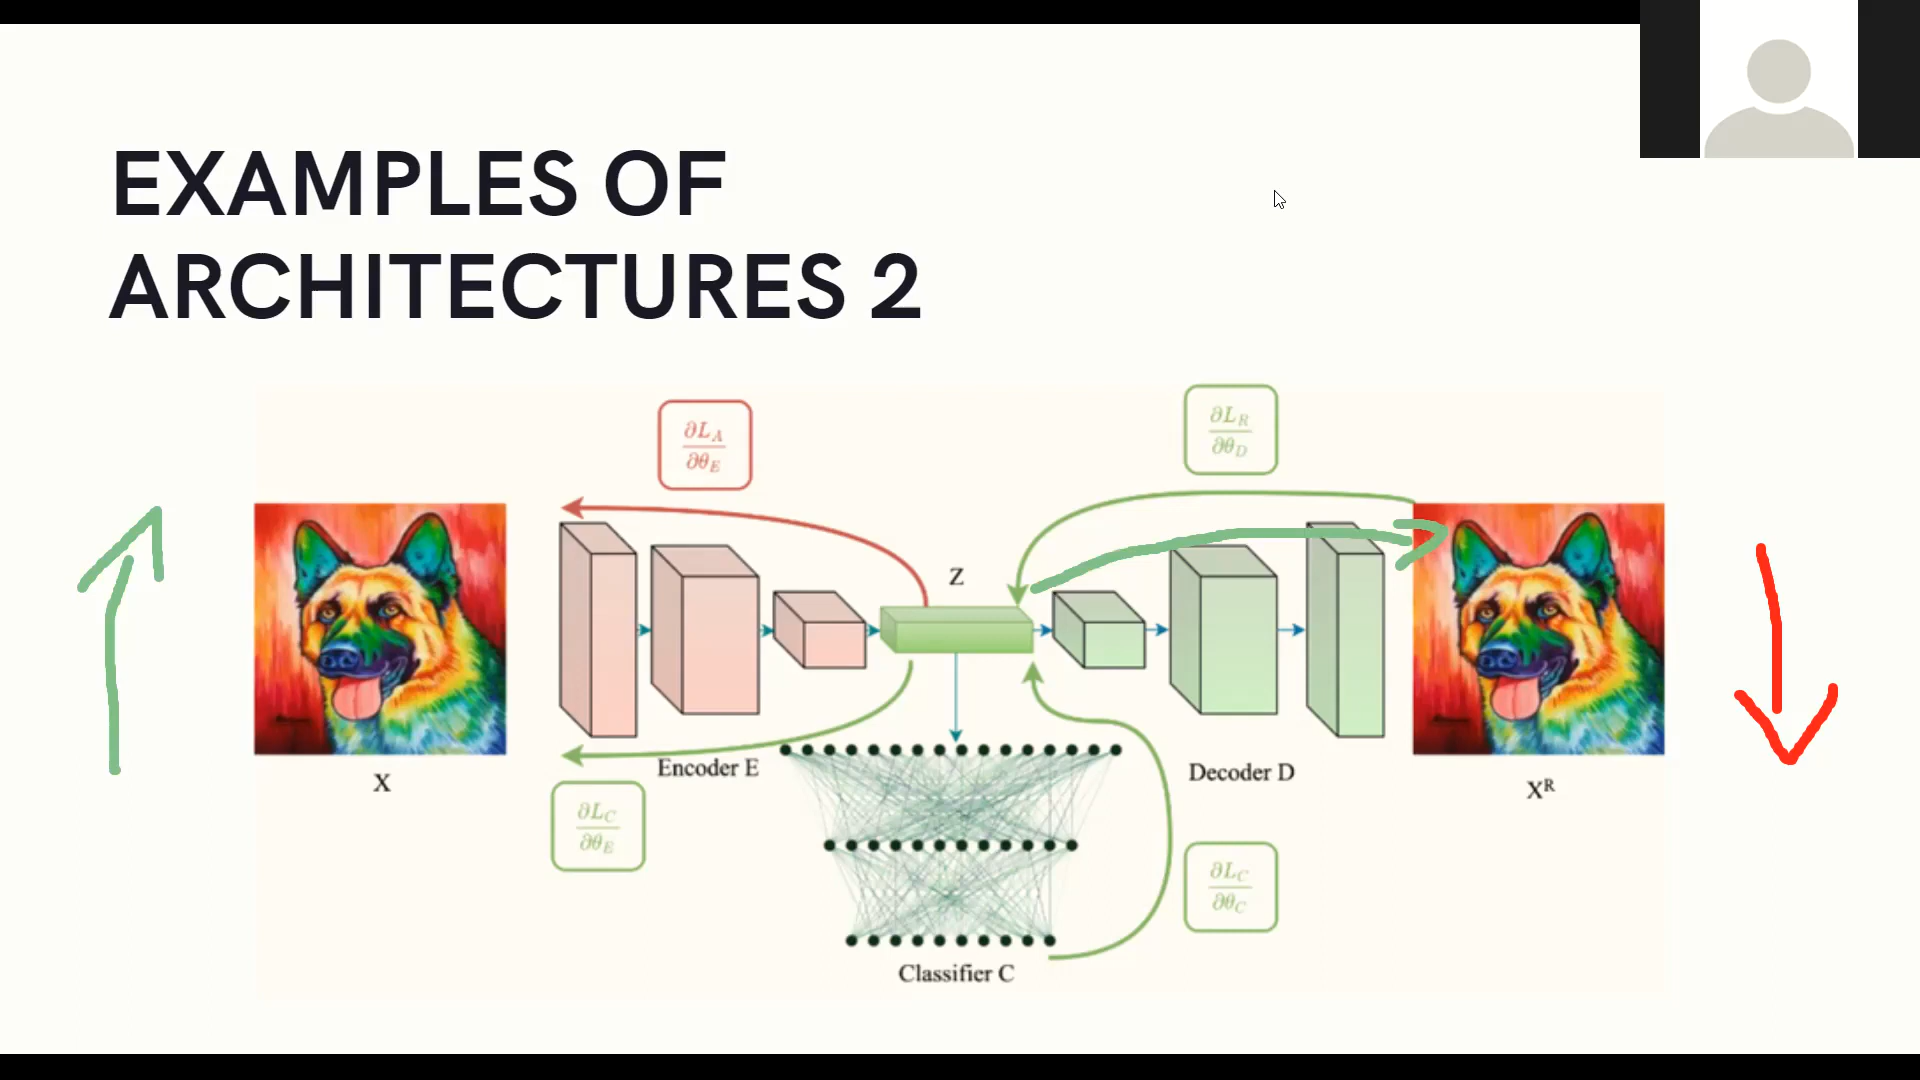 EXAMPLES OF
ARCHITECTURES 2
∂L_A
∂θ_E
∂L_R
∂θ_D
Z
Encoder E
Decoder D
X
X^R
∂L_C
∂θ_E
∂L_C
∂θ_C
Classifier C